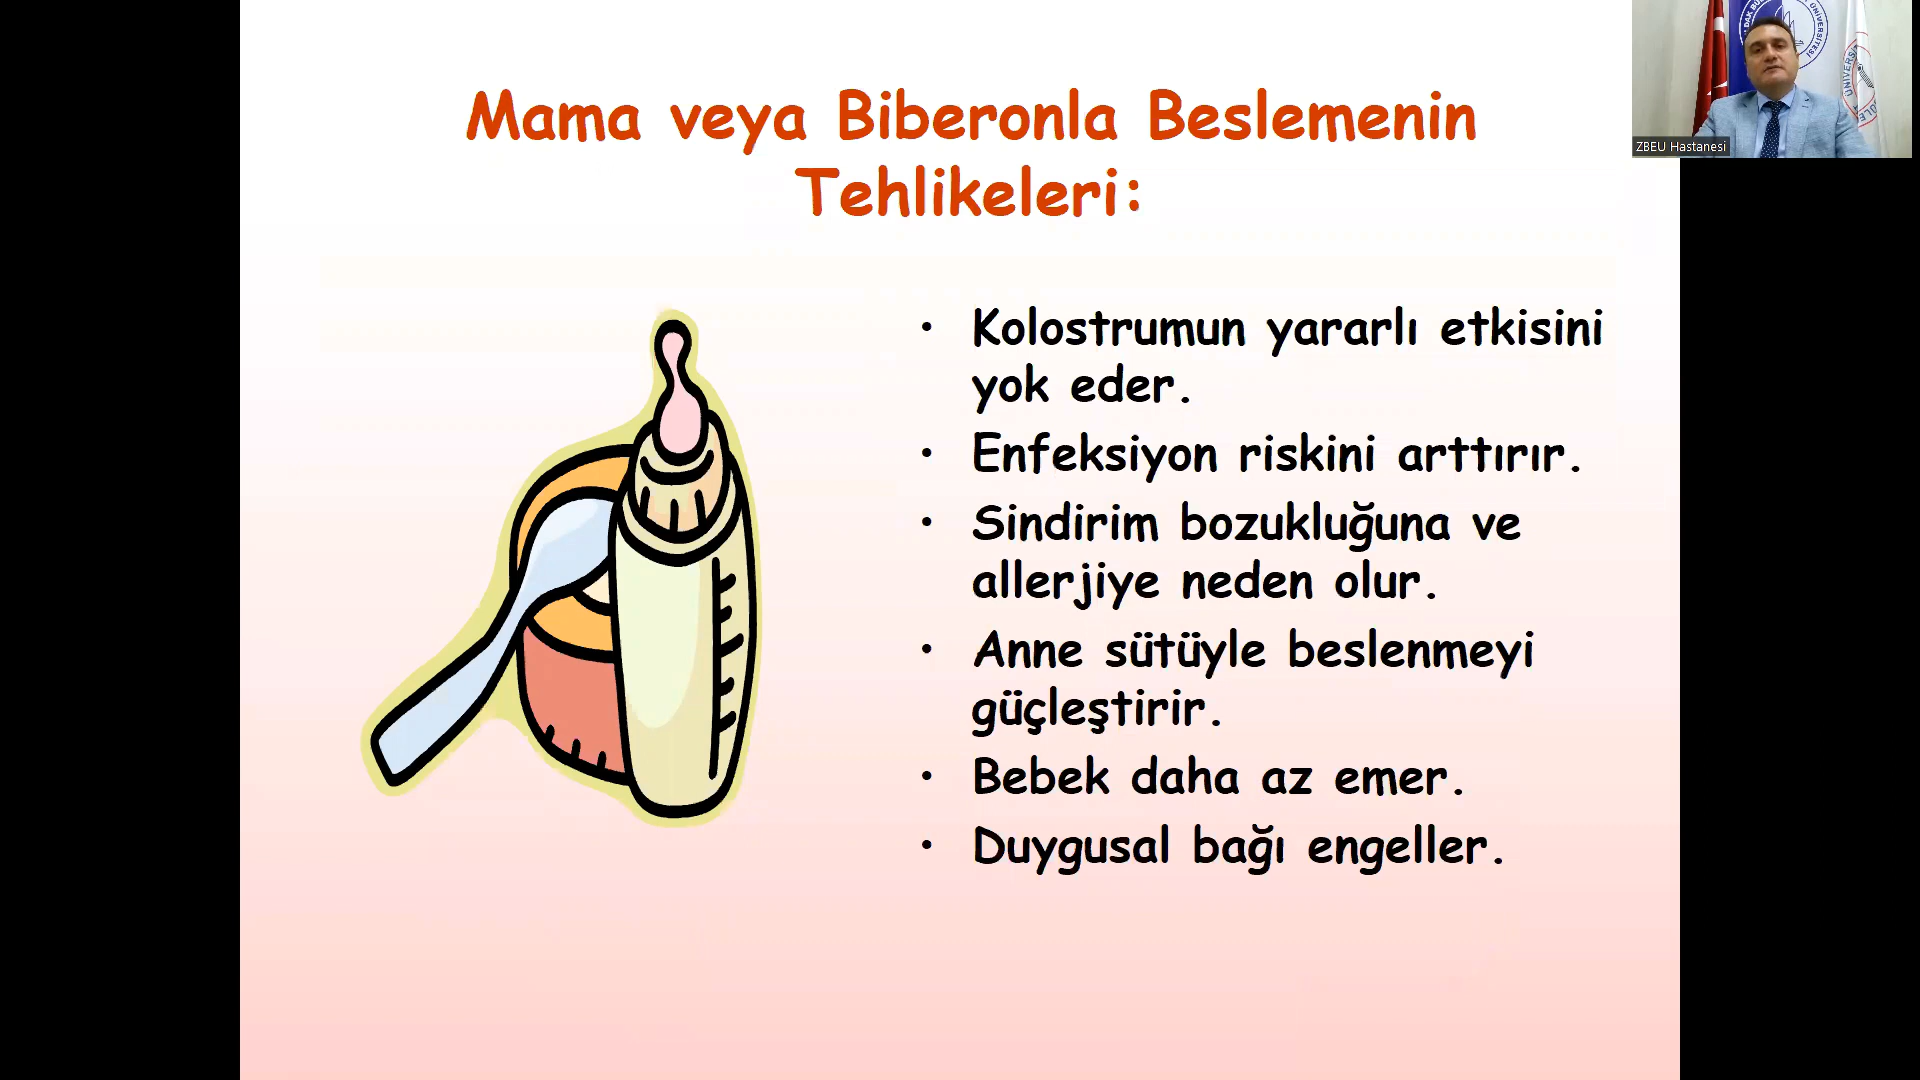 Mama veya Biberonla Beslemenin
Tehlikeleri:
• Kolostrumun yararlı etkisini
yok eder.
• Enfeksiyon riskini arttırır.
• Sindirim bozukluğuna ve
allerjiye neden olur.
• Anne sütüyle beslenmeyi
güçleştirir.
• Bebek daha az emer.
• Duygusal bağı engeller.
ZBEU Hastanesi